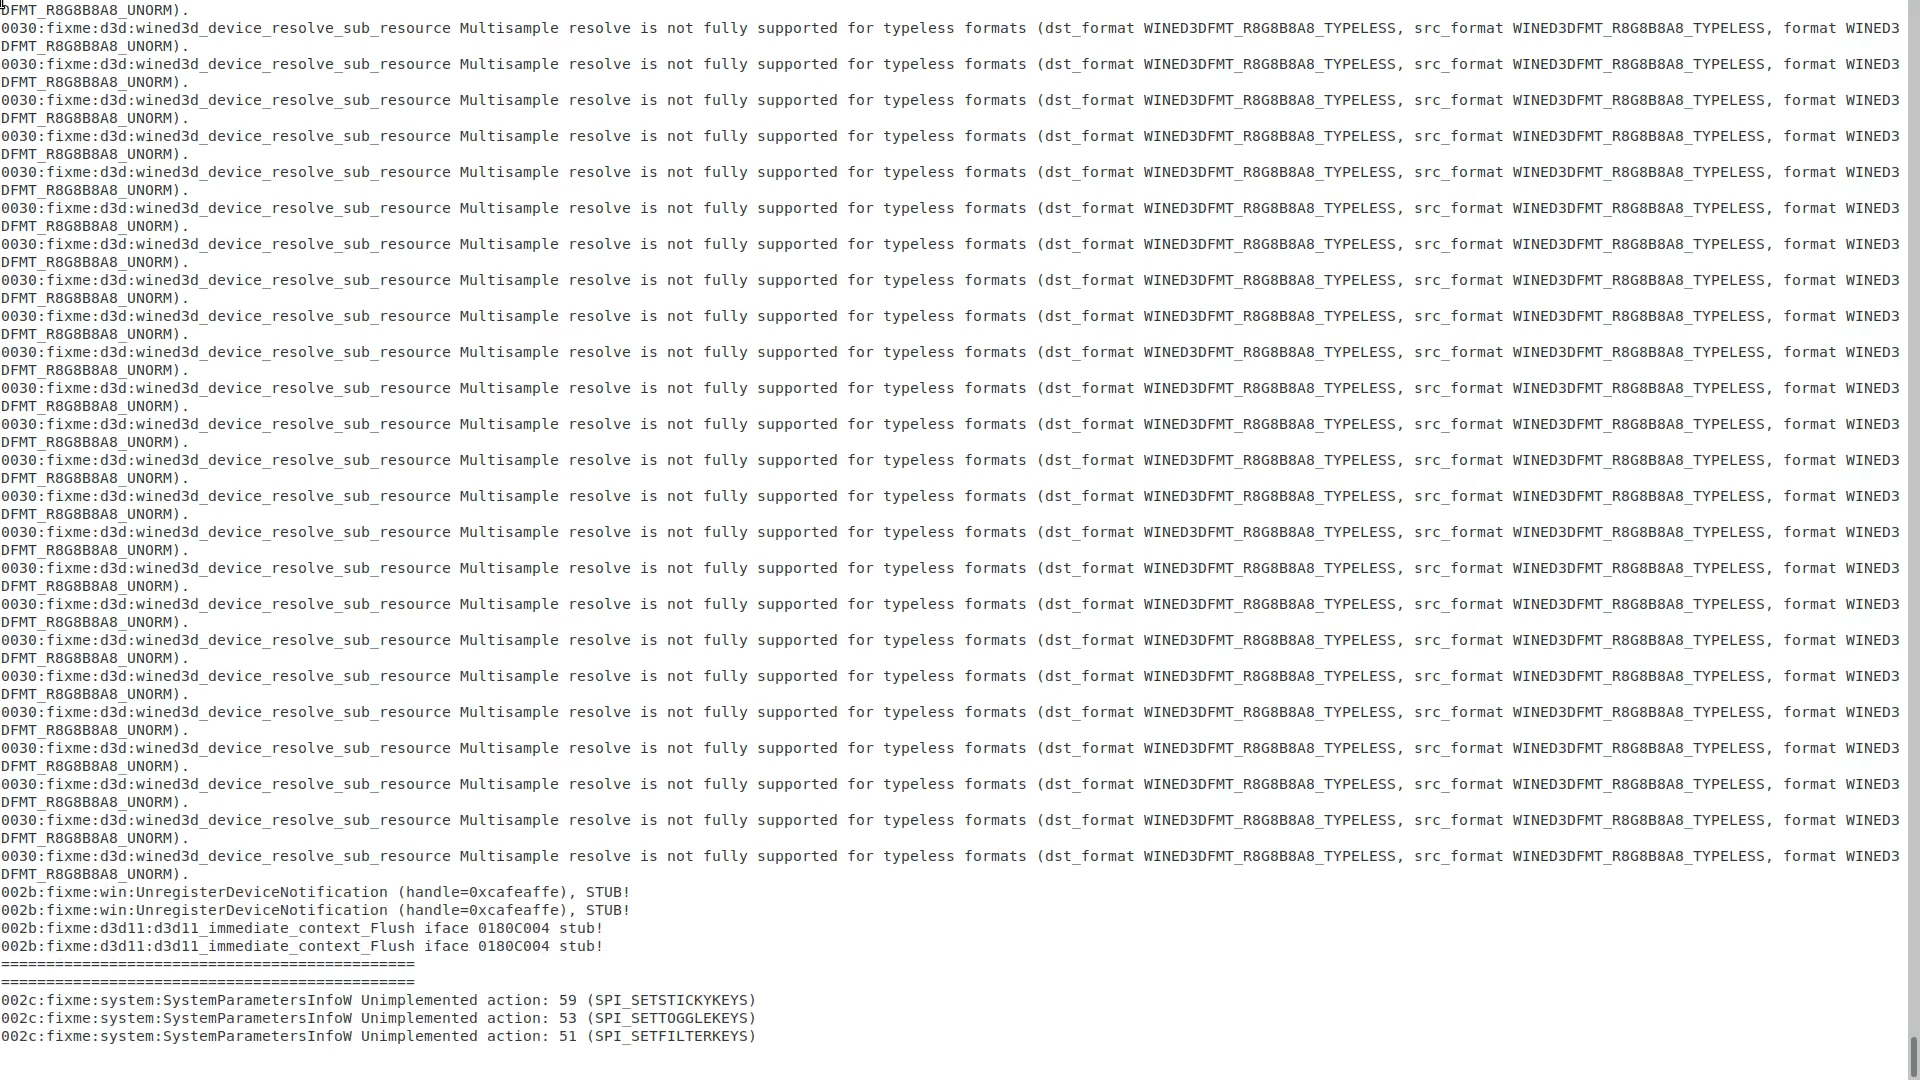 DFMT_R8G8B8A8_UNORM).
0030:fixme:d3d:wined3d_device_resolve_sub_resource Multisample resolve is not fully supported for typeless formats (dst_format WINED3DFMT_R8G8B8A8_TYPELESS, src_format WINED3DFMT_R8G8B8A8_TYPELESS, format WINED3
DFMT_R8G8B8A8_UNORM).
0030:fixme:d3d:wined3d_device_resolve_sub_resource Multisample resolve is not fully supported for typeless formats (dst_format WINED3DFMT_R8G8B8A8_TYPELESS, src_format WINED3DFMT_R8G8B8A8_TYPELESS, format WINED3
DFMT_R8G8B8A8_UNORM).
0030:fixme:d3d:wined3d_device_resolve_sub_resource Multisample resolve is not fully supported for typeless formats (dst_format WINED3DFMT_R8G8B8A8_TYPELESS, src_format WINED3DFMT_R8G8B8A8_TYPELESS, format WINED3
DFMT_R8G8B8A8_UNORM).
0030:fixme:d3d:wined3d_device_resolve_sub_resource Multisample resolve is not fully supported for typeless formats (dst_format WINED3DFMT_R8G8B8A8_TYPELESS, src_format WINED3DFMT_R8G8B8A8_TYPELESS, format WINED3
DFMT_R8G8B8A8_UNORM).
0030:fixme:d3d:wined3d_device_resolve_sub_resource Multisample resolve is not fully supported for typeless formats (dst_format WINED3DFMT_R8G8B8A8_TYPELESS, src_format WINED3DFMT_R8G8B8A8_TYPELESS, format WINED3
DFMT_R8G8B8A8_UNORM).
0030:fixme:d3d:wined3d_device_resolve_sub_resource Multisample resolve is not fully supported for typeless formats (dst_format WINED3DFMT_R8G8B8A8_TYPELESS, src_format WINED3DFMT_R8G8B8A8_TYPELESS, format WINED3
DFMT_R8G8B8A8_UNORM).
0030:fixme:d3d:wined3d_device_resolve_sub_resource Multisample resolve is not fully supported for typeless formats (dst_format WINED3DFMT_R8G8B8A8_TYPELESS, src_format WINED3DFMT_R8G8B8A8_TYPELESS, format WINED3
DFMT_R8G8B8A8_UNORM).
0030:fixme:d3d:wined3d_device_resolve_sub_resource Multisample resolve is not fully supported for typeless formats (dst_format WINED3DFMT_R8G8B8A8_TYPELESS, src_format WINED3DFMT_R8G8B8A8_TYPELESS, format WINED3
DFMT_R8G8B8A8_UNORM).
0030:fixme:d3d:wined3d_device_resolve_sub_resource Multisample resolve is not fully supported for typeless formats (dst_format WINED3DFMT_R8G8B8A8_TYPELESS, src_format WINED3DFMT_R8G8B8A8_TYPELESS, format WINED3
DFMT_R8G8B8A8_UNORM).
0030:fixme:d3d:wined3d_device_resolve_sub_resource Multisample resolve is not fully supported for typeless formats (dst_format WINED3DFMT_R8G8B8A8_TYPELESS, src_format WINED3DFMT_R8G8B8A8_TYPELESS, format WINED3
DFMT_R8G8B8A8_UNORM).
0030:fixme:d3d:wined3d_device_resolve_sub_resource Multisample resolve is not fully supported for typeless formats (dst_format WINED3DFMT_R8G8B8A8_TYPELESS, src_format WINED3DFMT_R8G8B8A8_TYPELESS, format WINED3
DFMT_R8G8B8A8_UNORM).
0030:fixme:d3d:wined3d_device_resolve_sub_resource Multisample resolve is not fully supported for typeless formats (dst_format WINED3DFMT_R8G8B8A8_TYPELESS, src_format WINED3DFMT_R8G8B8A8_TYPELESS, format WINED3
DFMT_R8G8B8A8_UNORM).
0030:fixme:d3d:wined3d_device_resolve_sub_resource Multisample resolve is not fully supported for typeless formats (dst_format WINED3DFMT_R8G8B8A8_TYPELESS, src_format WINED3DFMT_R8G8B8A8_TYPELESS, format WINED3
DFMT_R8G8B8A8_UNORM).
0030:fixme:d3d:wined3d_device_resolve_sub_resource Multisample resolve is not fully supported for typeless formats (dst_format WINED3DFMT_R8G8B8A8_TYPELESS, src_format WINED3DFMT_R8G8B8A8_TYPELESS, format WINED3
DFMT_R8G8B8A8_UNORM).
0030:fixme:d3d:wined3d_device_resolve_sub_resource Multisample resolve is not fully supported for typeless formats (dst_format WINED3DFMT_R8G8B8A8_TYPELESS, src_format WINED3DFMT_R8G8B8A8_TYPELESS, format WINED3
DFMT_R8G8B8A8_UNORM).
0030:fixme:d3d:wined3d_device_resolve_sub_resource Multisample resolve is not fully supported for typeless formats (dst_format WINED3DFMT_R8G8B8A8_TYPELESS, src_format WINED3DFMT_R8G8B8A8_TYPELESS, format WINED3
DFMT_R8G8B8A8_UNORM).
0030:fixme:d3d:wined3d_device_resolve_sub_resource Multisample resolve is not fully supported for typeless formats (dst_format WINED3DFMT_R8G8B8A8_TYPELESS, src_format WINED3DFMT_R8G8B8A8_TYPELESS, format WINED3
DFMT_R8G8B8A8_UNORM).
0030:fixme:d3d:wined3d_device_resolve_sub_resource Multisample resolve is not fully supported for typeless formats (dst_format WINED3DFMT_R8G8B8A8_TYPELESS, src_format WINED3DFMT_R8G8B8A8_TYPELESS, format WINED3
DFMT_R8G8B8A8_UNORM).
0030:fixme:d3d:wined3d_device_resolve_sub_resource Multisample resolve is not fully supported for typeless formats (dst_format WINED3DFMT_R8G8B8A8_TYPELESS, src_format WINED3DFMT_R8G8B8A8_TYPELESS, format WINED3
DFMT_R8G8B8A8_UNORM).
0030:fixme:d3d:wined3d_device_resolve_sub_resource Multisample resolve is not fully supported for typeless formats (dst_format WINED3DFMT_R8G8B8A8_TYPELESS, src_format WINED3DFMT_R8G8B8A8_TYPELESS, format WINED3
DFMT_R8G8B8A8_UNORM).
0030:fixme:d3d:wined3d_device_resolve_sub_resource Multisample resolve is not fully supported for typeless formats (dst_format WINED3DFMT_R8G8B8A8_TYPELESS, src_format WINED3DFMT_R8G8B8A8_TYPELESS, format WINED3
DFMT_R8G8B8A8_UNORM).
0030:fixme:d3d:wined3d_device_resolve_sub_resource Multisample resolve is not fully supported for typeless formats (dst_format WINED3DFMT_R8G8B8A8_TYPELESS, src_format WINED3DFMT_R8G8B8A8_TYPELESS, format WINED3
DFMT_R8G8B8A8_UNORM).
0030:fixme:d3d:wined3d_device_resolve_sub_resource Multisample resolve is not fully supported for typeless formats (dst_format WINED3DFMT_R8G8B8A8_TYPELESS, src_format WINED3DFMT_R8G8B8A8_TYPELESS, format WINED3
DFMT_R8G8B8A8_UNORM).
0030:fixme:d3d:wined3d_device_resolve_sub_resource Multisample resolve is not fully supported for typeless formats (dst_format WINED3DFMT_R8G8B8A8_TYPELESS, src_format WINED3DFMT_R8G8B8A8_TYPELESS, format WINED3
DFMT_R8G8B8A8_UNORM).
002b:fixme:win:UnregisterDeviceNotification (handle=0xcafeaffe), STUB!
002b:fixme:win:UnregisterDeviceNotification (handle=0xcafeaffe), STUB!
002b:fixme:d3d11:d3d11_immediate_context_Flush iface 0180C004 stub!
002b:fixme:d3d11:d3d11_immediate_context_Flush iface 0180C004 stub!
==============================================
==============================================
002c:fixme:system:SystemParametersInfoW Unimplemented action: 59 (SPI_SETSTICKYKEYS)
002c:fixme:system:SystemParametersInfoW Unimplemented action: 53 (SPI_SETTOGGLEKEYS)
002c:fixme:system:SystemParametersInfoW Unimplemented action: 51 (SPI_SETFILTERKEYS)